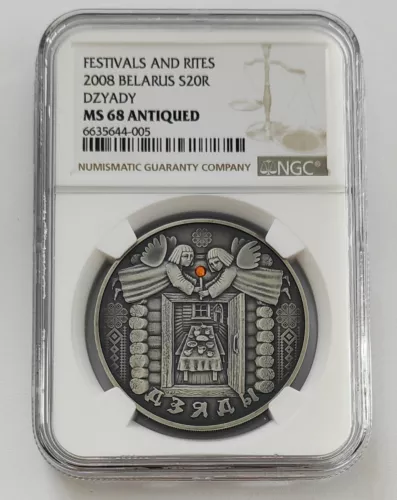 FESTIVALS AND RITES
2008 BELARUS S20R
DZYADY
MS 68 ANTIQUED
6635644-005
NUMISMATIC GUARANTY COMPANY
NGC
ДЗЯДЫ